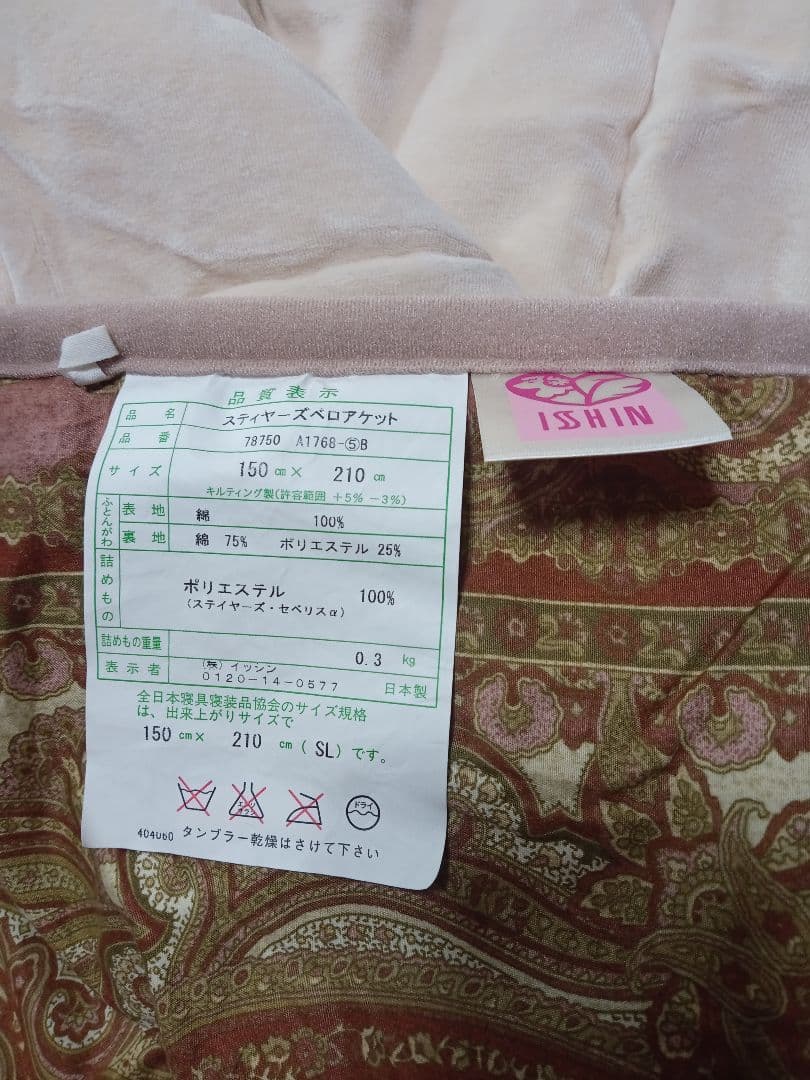 品質表示
品名 スティヤーズベロアケット
品番 78750 A1768-⑤B
サイズ 150 cm× 210 cm
キルティング製(許容範囲 +5% -3%)
ふとんがわ 表地 綿 100%
裏地 綿 75% ポリエステル 25%
詰めもの ポリエステル 100%
(スティヤーズ・セベリスα)
詰めもの重量 0.3 kg
表示者 (株)イッシン
0120-14-0577 日本製
全日本寝具寝装品協会のサイズ規格
は、出来上がりサイズで
150 cm× 210 cm ( SL ) です。
エンソ サラシ ドライ
404060 タンブラー乾燥はさけて下さい
ISSHIN